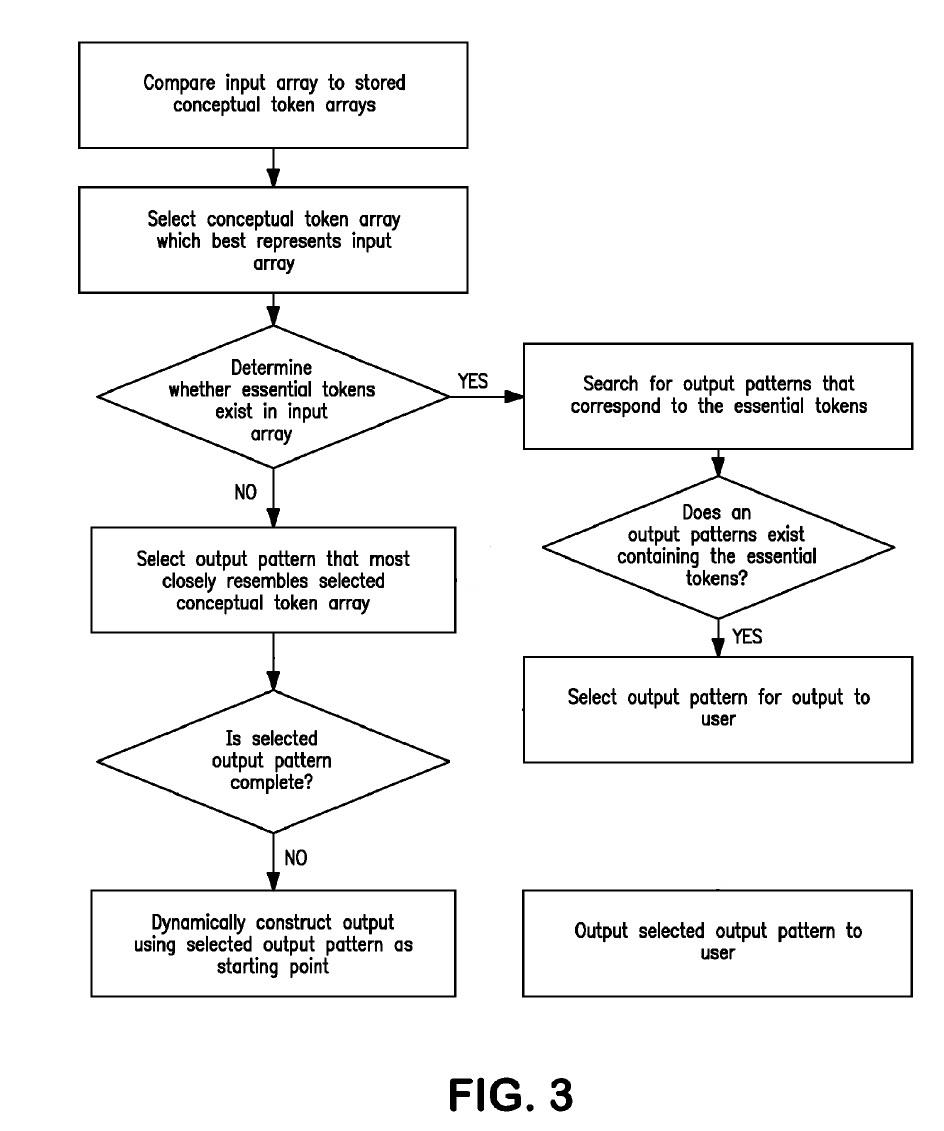 Compare input array to stored
conceptual token arrays
Select conceptual token array
which best represents input
array
Determine
whether essential tokens
exist in input
array
YES
Search for output patterns that
correspond to the essential tokens
NO
Does an
output patterns exist
containing the essential
tokens?
Select output pattern that most
closely resembles selected
conceptual token array
YES
Select output pattern for output to
user
Is selected
output pattern
complete?
NO
Dynamically construct output
using selected output pattern as
starting point
Output selected output pattern to
user
FIG. 3